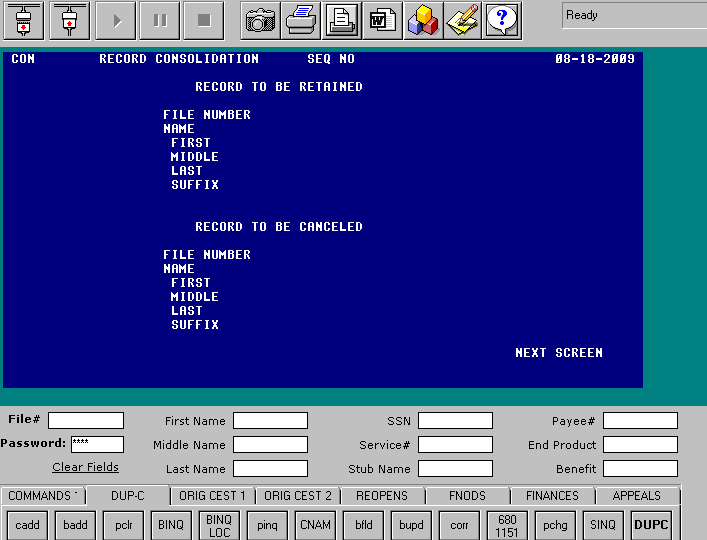 Ready
CON RECORD CONSOLIDATION SEQ NO 08-18-2009
RECORD TO BE RETAINED
FILE NUMBER
NAME
FIRST
MIDDLE
LAST
SUFFIX
RECORD TO BE CANCELED
FILE NUMBER
NAME
FIRST
MIDDLE
LAST
SUFFIX
NEXT SCREEN
File# First Name SSN Payee#
Password: **** Middle Name Service# End Product
Clear Fields Last Name Stub Name Benefit
COMMANDS DUP-C ORIG CEST 1 ORIG CEST 2 REOPENS FNODS FINANCES APPEALS
cadd badd pclr BINQ BINQ LOC pinq CNAM bfld bupd corr 680 1151 pchg SINQ DUPC